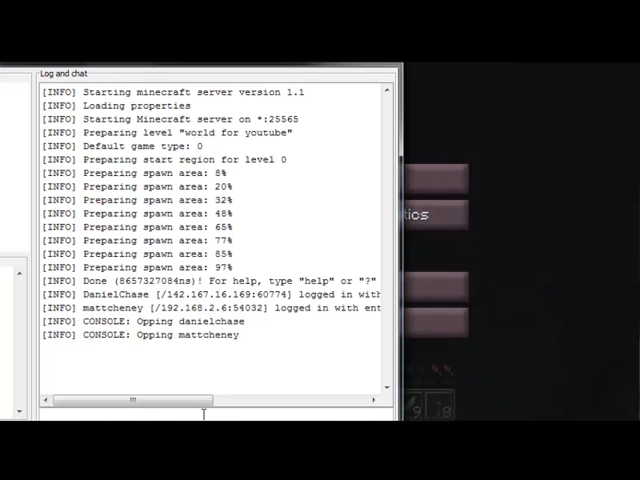 Log and chat
[INFO] Starting minecraft server version 1.1
[INFO] Loading properties
[INFO] Starting Minecraft server on *:25565
[INFO] Preparing level "world for youtube"
[INFO] Default game type: 0
[INFO] Preparing start region for level 0
[INFO] Preparing spawn area: 8%
[INFO] Preparing spawn area: 20%
[INFO] Preparing spawn area: 32%
[INFO] Preparing spawn area: 48%
[INFO] Preparing spawn area: 65%
[INFO] Preparing spawn area: 77%
[INFO] Preparing spawn area: 85%
[INFO] Preparing spawn area: 97%
[INFO] Done (8657327084ns)! For help, type "help" or "?"
[INFO] DanielChase [/142.167.16.169:60774] logged in with
[INFO] mattcheney [/192.168.2.6:54032] logged in with ent
[INFO] CONSOLE: Opping danielchase
[INFO] CONSOLE: Opping mattcheney
tics
9 8